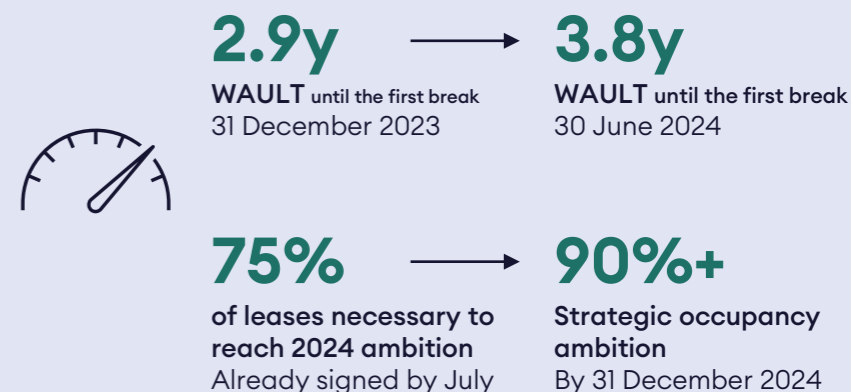 2.9y
WAULT until the first break
31 December 2023
3.8y
WAULT until the first break
30 June 2024
75%
of leases necessary to
reach 2024 ambition
Already signed by July
90%+
Strategic occupancy
ambition
By 31 December 2024